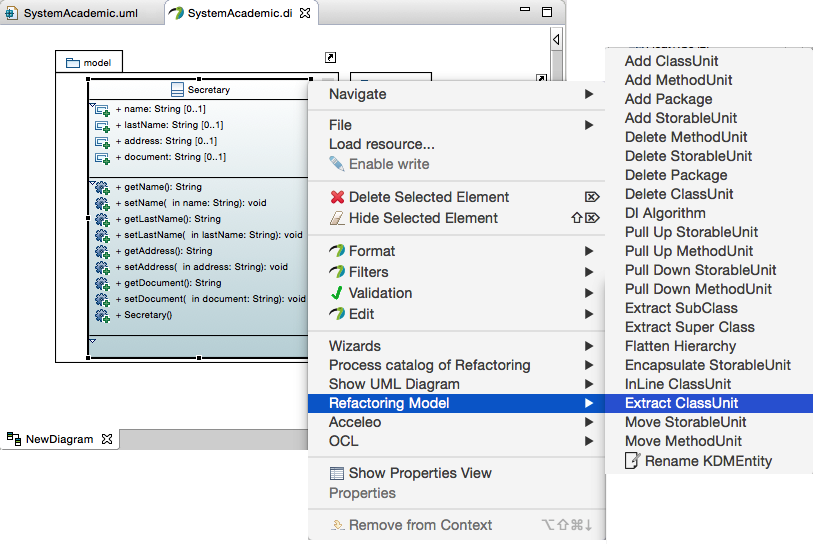 SystemAcademic.uml
SystemAcademic.di
model
Secretary
+ name: String [0..1]
+ lastName: String [0..1]
+ address: String [0..1]
+ document: String [0..1]
+ getName(): String
+ setName( in name: String): void
+ getLastName(): String
+ setLastName( in lastName: String): void
+ getAddress(): String
+ setAddress( in address: String): void
+ getDocument(): String
+ setDocument( in document: String): void
+ Secretary()
NewDiagram
Navigate
File
Load resource...
Enable write
Delete Selected Element
Hide Selected Element
Format
Filters
Validation
Edit
Wizards
Process catalog of Refactoring
Show UML Diagram
Refactoring Model
Acceleo
OCL
Show Properties View
Properties
Remove from Context ⌥⇧⌘↓
Add ClassUnit
Add MethodUnit
Add Package
Add StorableUnit
Delete MethodUnit
Delete StorableUnit
Delete Package
Delete ClassUnit
DI Algorithm
Pull Up StorableUnit
Pull Up MethodUnit
Pull Down StorableUnit
Pull Down MethodUnit
Extract SubClass
Extract Super Class
Flatten Hierarchy
Encapsulate StorableUnit
InLine ClassUnit
Extract ClassUnit
Move StorableUnit
Move MethodUnit
Rename KDMEntity